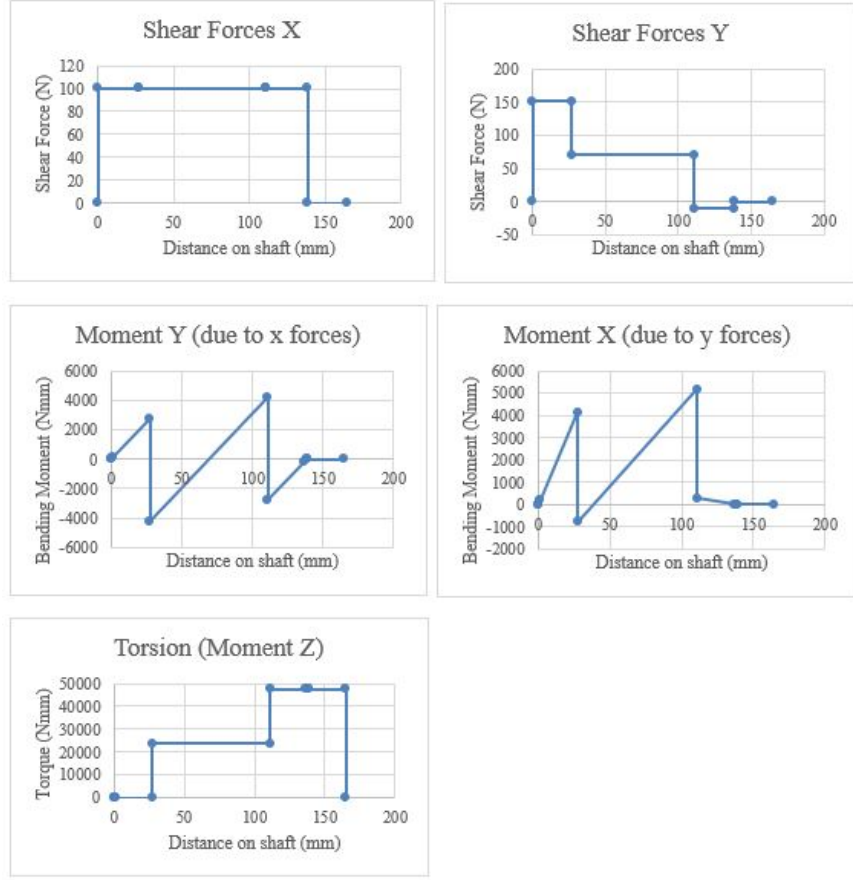 Shear Forces X
Shear Force (N)
120
100
80
60
40
20
0
0 50 100 150 200
Distance on shaft (mm)
Shear Forces Y
Shear Force (N)
200
150
100
50
0
-50
0 50 100 150 200
Distance on shaft (mm)
Moment Y (due to x forces)
Bending Moment (Nmm)
6000
4000
2000
0
-2000
-4000
-6000
0 50 100 150 200
Distance on shaft (mm)
Moment X (due to y forces)
Bending Moment (Nmm)
6000
5000
4000
3000
2000
1000
0
-1000
-2000
0 50 100 150 200
Distance on shaft (mm)
Torsion (Moment Z)
Torque (Nmm)
50000
40000
30000
20000
10000
0
0 50 100 150 200
Distance on shaft (mm)